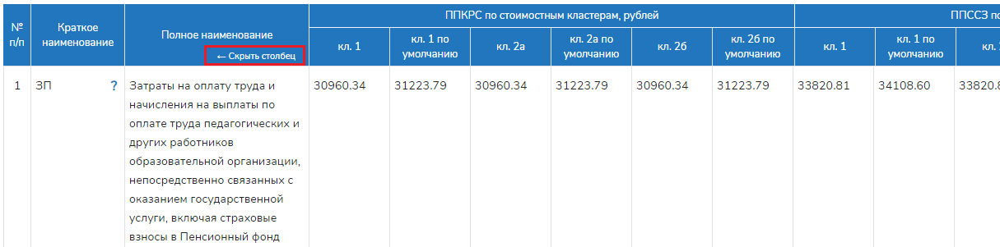 № п/п
Краткое наименование
Полное наименование
← Скрыть столбец
ППКРС по стоимостным кластерам, рублей
ППССЗ по
кл. 1
кл. 1 по умолчанию
кл. 2а
кл. 2а по умолчанию
кл. 2б
кл. 2б по умолчанию
кл. 1
кл. 1 по умолчанию
кл.
1 ЗП ? Затраты на оплату труда и 30960.34 31223.79 30960.34 31223.79 30960.34 31223.79 33820.81 34108.60 33820.8
начисления на выплаты по
оплате труда педагогических и
других работников
образовательной организации,
непосредственно связанных с
оказанием государственной
услуги, включая страховые
взносы в Пенсионный фонд